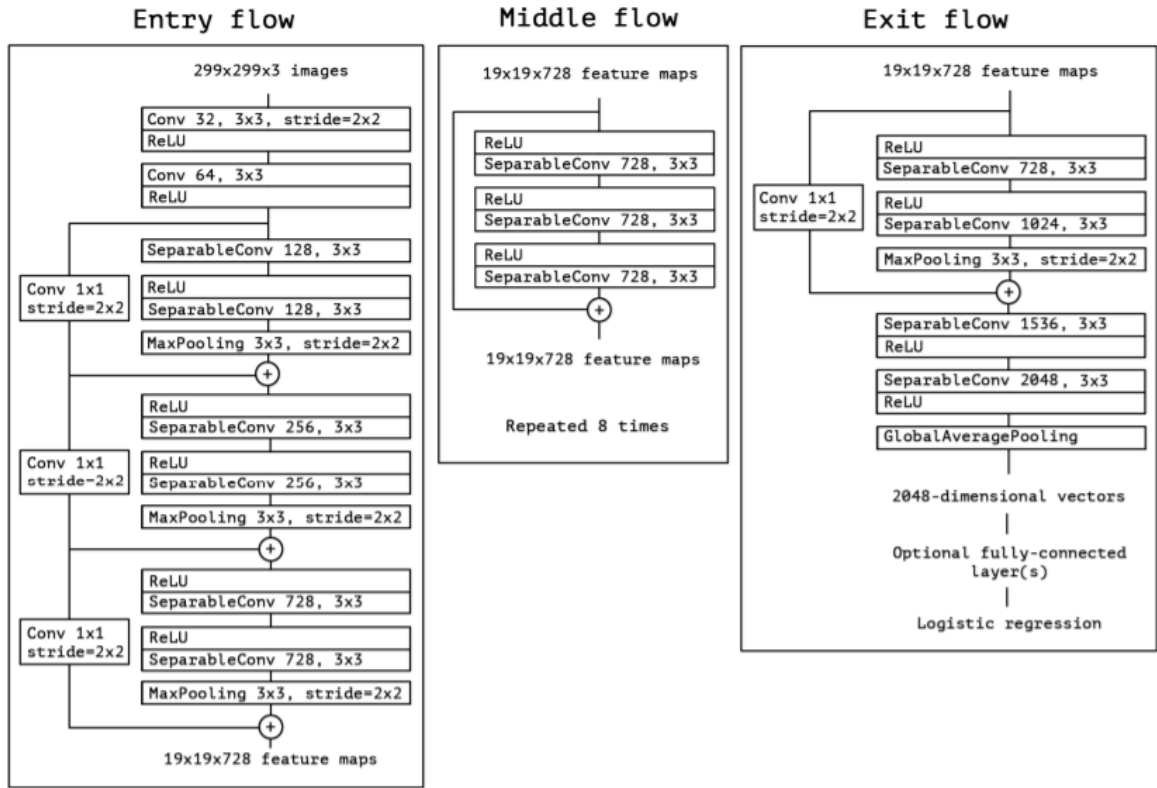 Entry flow
299x299x3 images
Conv 32, 3x3, stride=2x2
ReLU
Conv 64, 3x3
ReLU
SeparableConv 128, 3x3
Conv 1x1
stride=2x2
ReLU
SeparableConv 128, 3x3
MaxPooling 3x3, stride=2x2
+
ReLU
SeparableConv 256, 3x3
Conv 1x1
stride=2x2
ReLU
SeparableConv 256, 3x3
MaxPooling 3x3, stride=2x2
+
ReLU
SeparableConv 728, 3x3
Conv 1x1
stride=2x2
ReLU
SeparableConv 728, 3x3
MaxPooling 3x3, stride=2x2
+
19x19x728 feature maps
Middle flow
19x19x728 feature maps
ReLU
SeparableConv 728, 3x3
ReLU
SeparableConv 728, 3x3
ReLU
SeparableConv 728, 3x3
+
19x19x728 feature maps
Repeated 8 times
Exit flow
19x19x728 feature maps
ReLU
SeparableConv 728, 3x3
Conv 1x1
stride=2x2
ReLU
SeparableConv 1024, 3x3
MaxPooling 3x3, stride=2x2
+
SeparableConv 1536, 3x3
ReLU
SeparableConv 2048, 3x3
ReLU
GlobalAveragePooling
2048-dimensional vectors
Optional fully-connected
layer(s)
Logistic regression